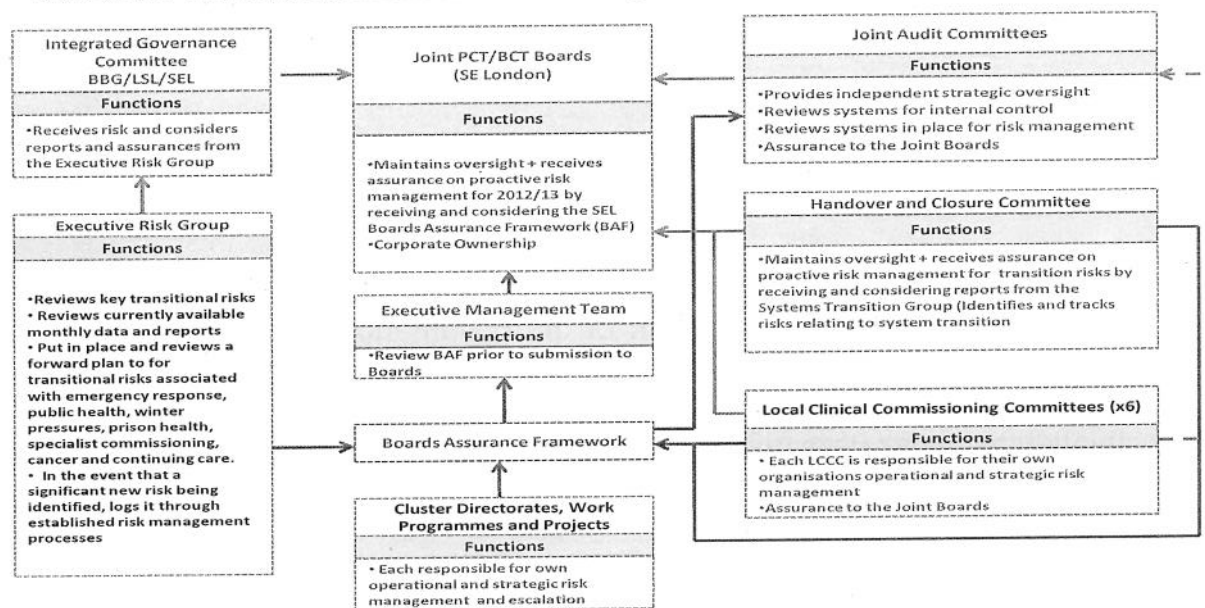 Integrated Governance
Committee
BBG/LSL/SEL
Functions
•Receives risk and considers
reports and assurances from
the Executive Risk Group
Executive Risk Group
Functions
•Reviews key transitional risks
• Reviews currently available
monthly data and reports
• Put in place and reviews a
forward plan to for
transitional risks associated
with emergency response,
public health, winter
pressures, prison health,
specialist commissioning,
cancer and continuing care.
• In the event that a
significant new risk being
identified, logs it through
established risk management
processes
Joint PCT/BCT Boards
(SE London)
Functions
•Maintains oversight + receives
assurance on proactive risk
management for 2012/13 by
receiving and considering the SEL
Boards Assurance Framework (BAF)
•Corporate Ownership
Executive Management Team
Functions
•Review BAF prior to submission to
Boards
Boards Assurance Framework
Cluster Directorates, Work
Programmes and Projects
Functions
• Each responsible for own
operational and strategic risk
management and escalation
Joint Audit Committees
Functions
•Provides independent strategic oversight
•Reviews systems for internal control
•Reviews systems in place for risk management
•Assurance to the Joint Boards
Handover and Closure Committee
Functions
•Maintains oversight + receives assurance on
proactive risk management for transition risks by
receiving and considering reports from the
Systems Transition Group (Identifies and tracks
risks relating to system transition
Local Clinical Commissioning Committees (x6)
Functions
• Each LCCC is responsible for their own
organisations operational and strategic risk
management
•Assurance to the Joint Boards